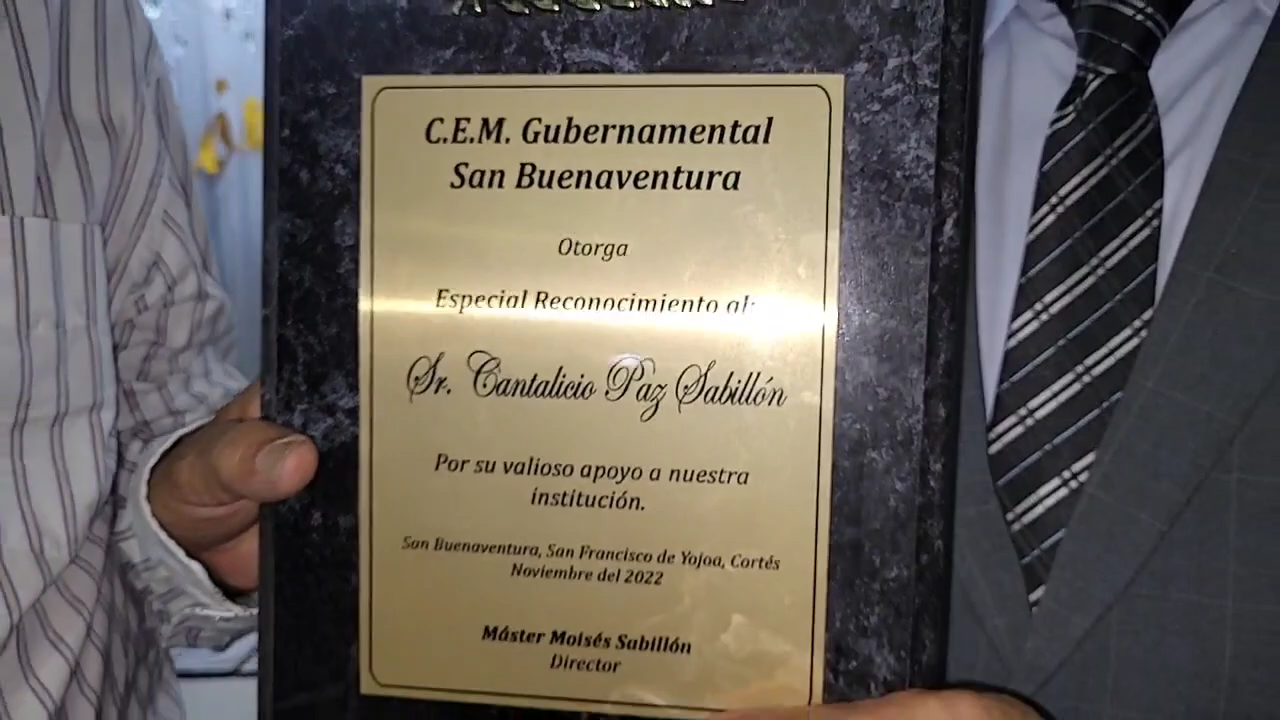 C.E.M. Gubernamental
San Buenaventura
Otorga
Especial Reconocimiento al:
Sr. Cantalicio Paz Sabillón
Por su valioso apoyo a nuestra
institución.
San Buenaventura, San Francisco de Yojoa, Cortés
Noviembre del 2022
Máster Moisés Sabillón
Director